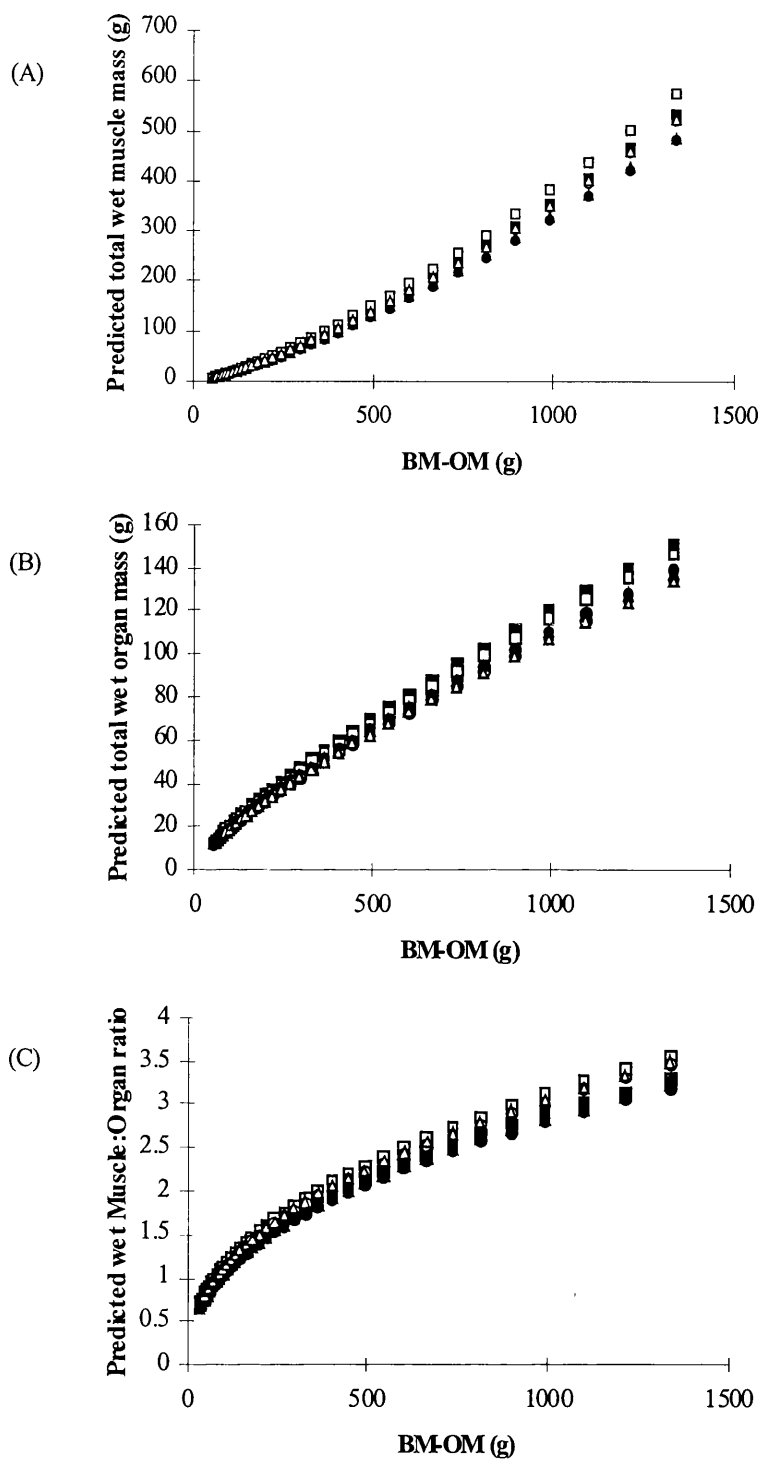 (A)
Predicted total wet muscle mass (g)
700
600
500
400
300
200
100
0
0 500 1000 1500
BM-OM (g)
(B)
Predicted total wet organ mass (g)
160
140
120
100
80
60
40
20
0
0 500 1000 1500
BM-OM (g)
(C)
Predicted wet Muscle:Organ ratio
4
3.5
3
2.5
2
1.5
1
0.5
0
0 500 1000 1500
BM-OM (g)